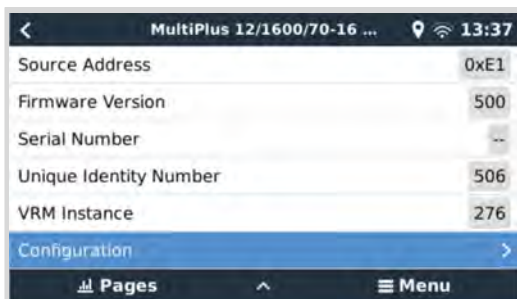 MultiPlus 12/1600/70-16 ... 13:37
Source Address 0xE1
Firmware Version 500
Serial Number --
Unique Identity Number 506
VRM Instance 276
Configuration
Pages Menu